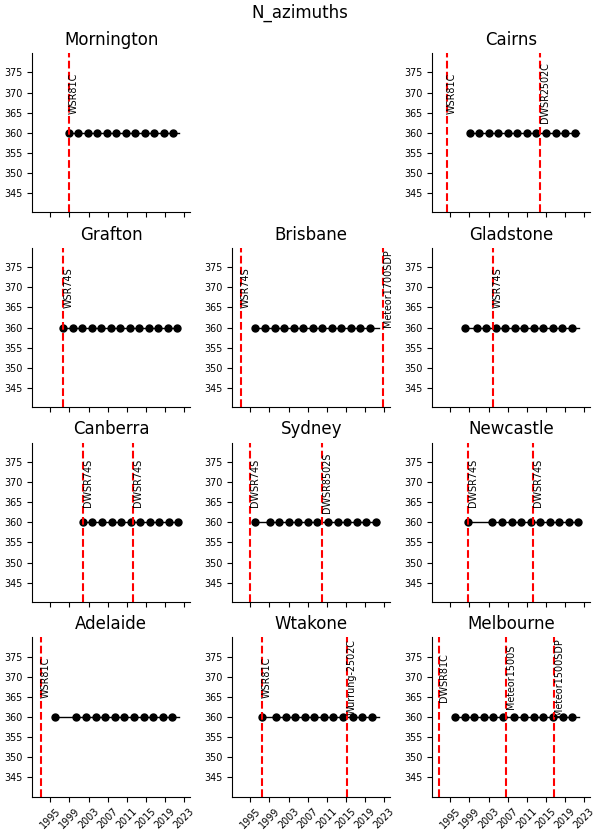 N_azimuths
Mornington
Cairns
375
370
365
360
355
350
345
WSR81C
375
370
365
360
355
350
345
WSR81C
DWSR2502C
Grafton
Brisbane
Gladstone
375
370
365
360
355
350
345
WSR74S
375
370
365
360
355
350
345
WSR74S
Meteor1700SDP
375
370
365
360
355
350
345
WSR74S
Canberra
Sydney
Newcastle
375
370
365
360
355
350
345
DWSR74S
DWSR74S
375
370
365
360
355
350
345
DWSR74S
DWSR8502S
375
370
365
360
355
350
345
DWSR74S
DWSR74S
Adelaide
Wtakone
Melbourne
375
370
365
360
355
350
345
WSR81C
375
370
365
360
355
350
345
WSR81C
Wurrung-2502C
375
370
365
360
355
350
345
DWSR81C
Meteor1500S
Meteor1500SDP
1995 1999 2003 2007 2011 2015 2019 2023
1995 1999 2003 2007 2011 2015 2019 2023
1995 1999 2003 2007 2011 2015 2019 2023